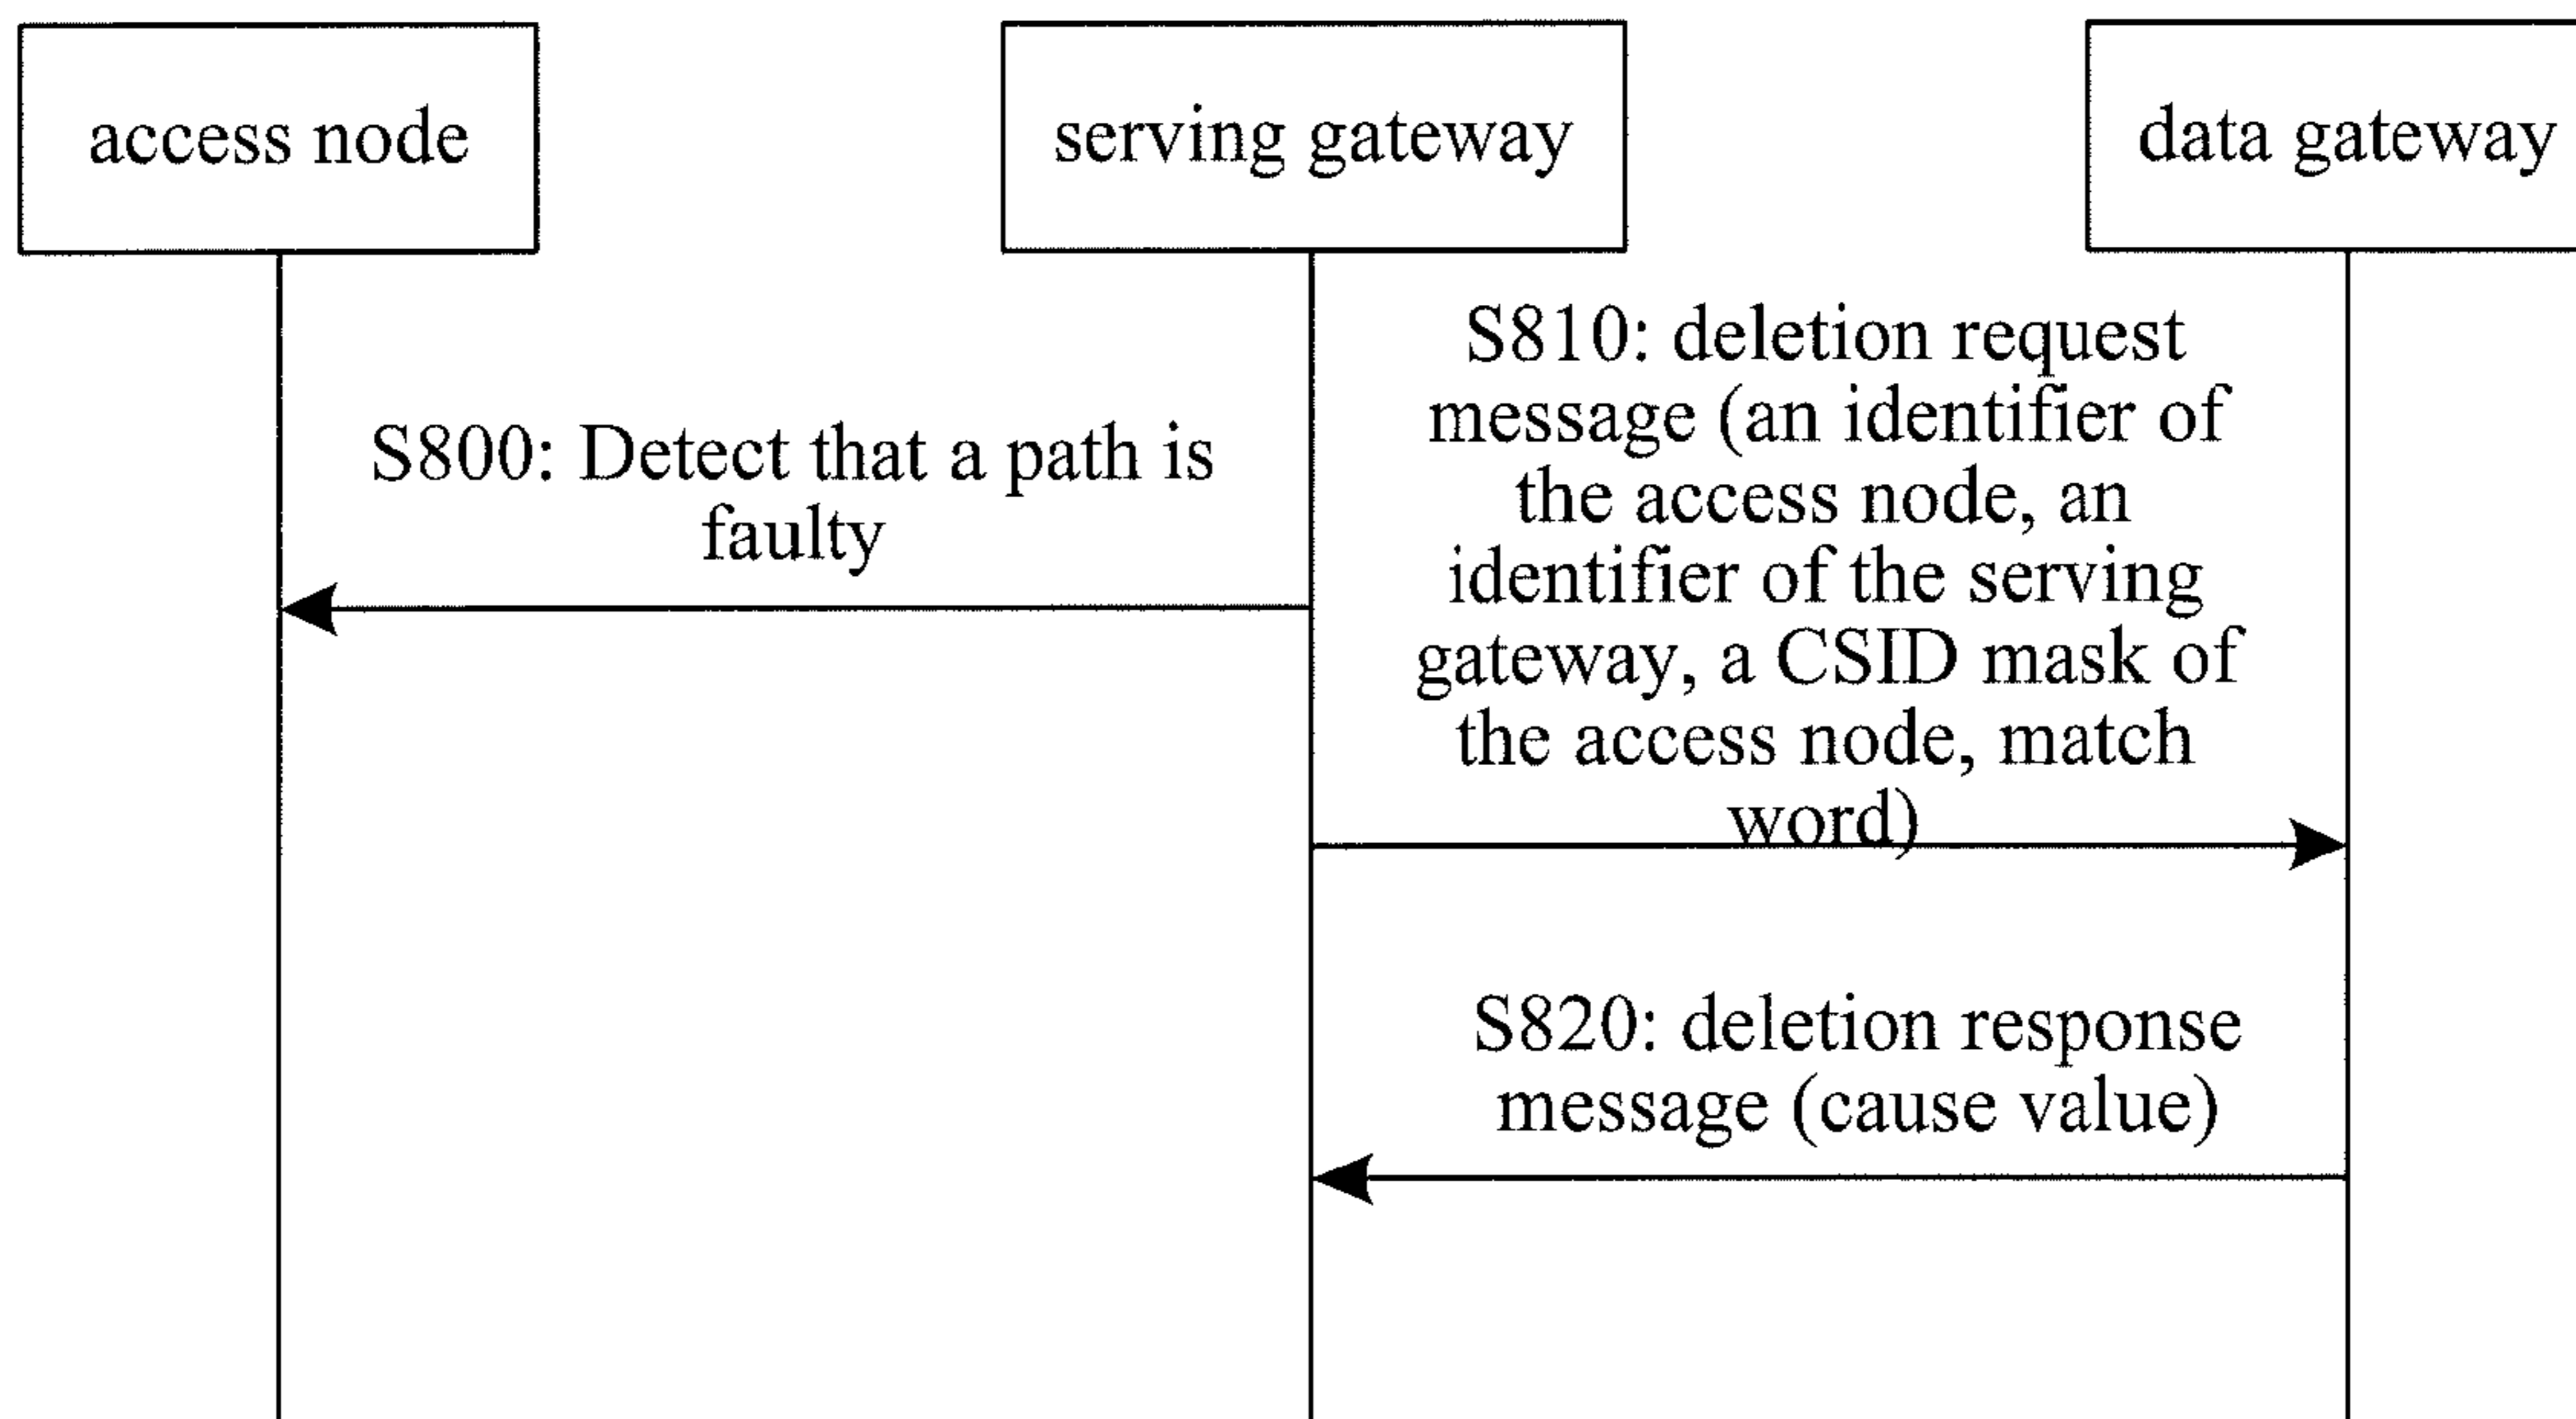 access node
serving gateway
data gateway
S800: Detect that a path is
faulty
S810: deletion request
message (an identifier of
the access node, an
identifier of the serving
gateway, a CSID mask of
the access node, match
word)
S820: deletion response
message (cause value)